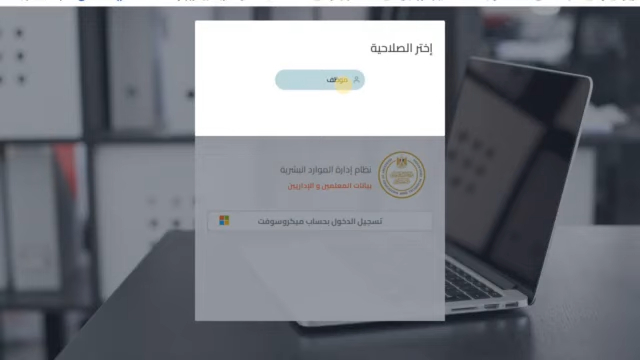 إختر الصلاحية
موظف
نظام إدارة الموارد البشرية
بيانات المعلمين و الإداريين
تسجيل الدخول بحساب ميكروسوفت